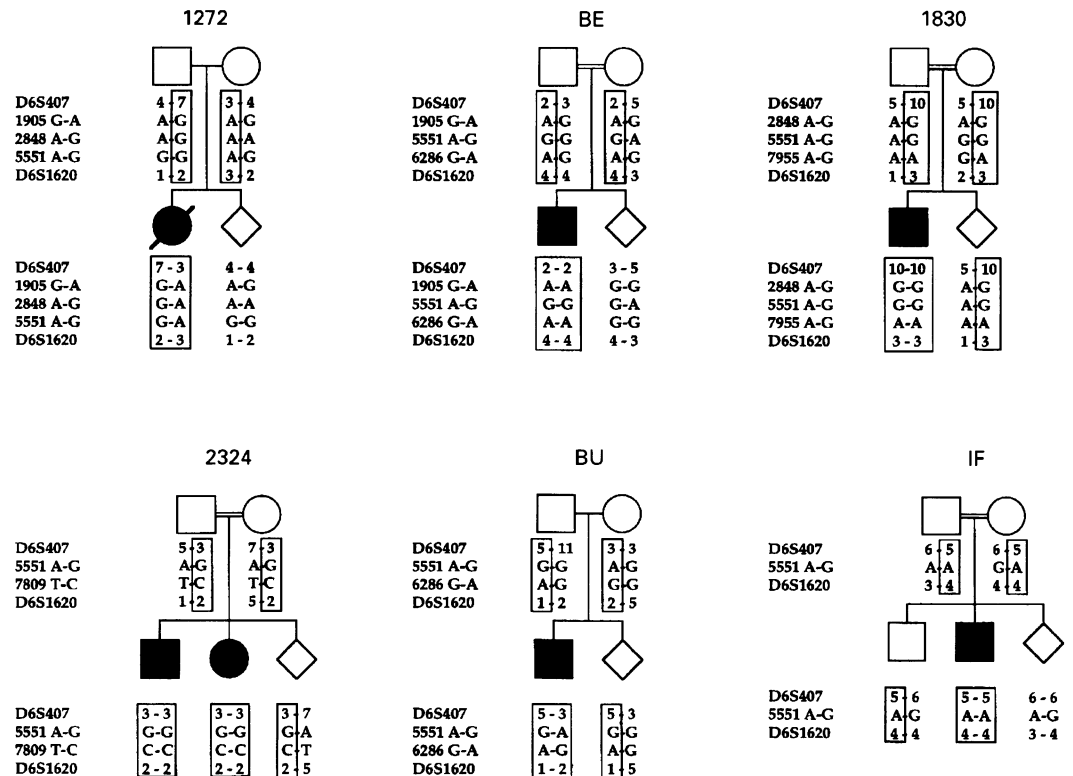 1272 BE 1830
D6S407 4 - 7 3 - 4 D6S407 2 - 3 2 - 5 D6S407 5 - 10 5 - 10
1905 G-A A-G A-G 1905 G-A A-G A-G 2848 A-G A-G G-G
2848 A-G A-G A-A 5551 A-G G-G G-A 5551 A-G A-G G-G
5551 A-G G-G A-G 6286 G-A A-G A-G 7955 A-G A-A G-A
D6S1620 1 - 2 3 - 2 D6S1620 4 - 4 4 - 3 D6S1620 1 - 3 2 - 3
D6S407 7 - 3 4 - 4 D6S407 2 - 2 3 - 5 D6S407 10-10 5 - 10
1905 G-A G-A A-G 1905 G-A A-A G-G 2848 A-G G-G A-G
2848 A-G G-A A-A 5551 A-G G-G G-A 5551 A-G G-G A-G
5551 A-G G-A G-G 6286 G-A A-A G-G 7955 A-G A-A A-A
D6S1620 2 - 3 1 - 2 D6S1620 4 - 4 4 - 3 D6S1620 3 - 3 1 - 3
2324 BU IF
D6S407 5 - 3 7 - 3 D6S407 5 - 11 3 - 3 D6S407 6 - 5 6 - 5
5551 A-G A-G A-G 5551 A-G G-G A-G 5551 A-G A-A G-A
7809 T-C T-C T-C 6286 G-A A-G G-G D6S1620 3 - 4 4 - 4
D6S1620 1 - 2 5 - 2 D6S1620 1 - 2 2 - 5
D6S407 3 - 3 3 - 3 3 - 7 D6S407 5 - 3 5 - 3 D6S407 5 - 6 5 - 5 6 - 6
5551 A-G G-G G-G G-A 5551 A-G G-A G-G 5551 A-G A-G A-A A-G
7809 T-C C-C C-C C-T 6286 G-A A-G A-G D6S1620 4 - 4 4 - 4 3 - 4
D6S1620 2 - 2 2 - 2 2 - 5 D6S1620 1 - 2 1 - 5